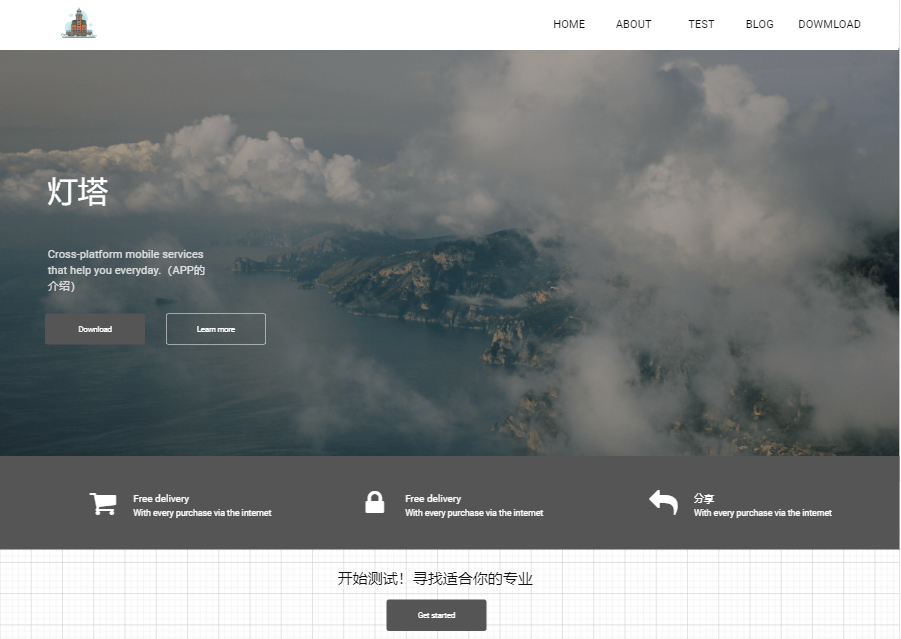 HOME ABOUT TEST BLOG DOWMLOAD
灯塔
Cross-platform mobile services
that help you everyday.（APP的
介绍）
Download Learn more
Free delivery
With every purchase via the internet
Free delivery
With every purchase via the internet
分享
With every purchase via the internet
开始测试！寻找适合你的专业
Get started